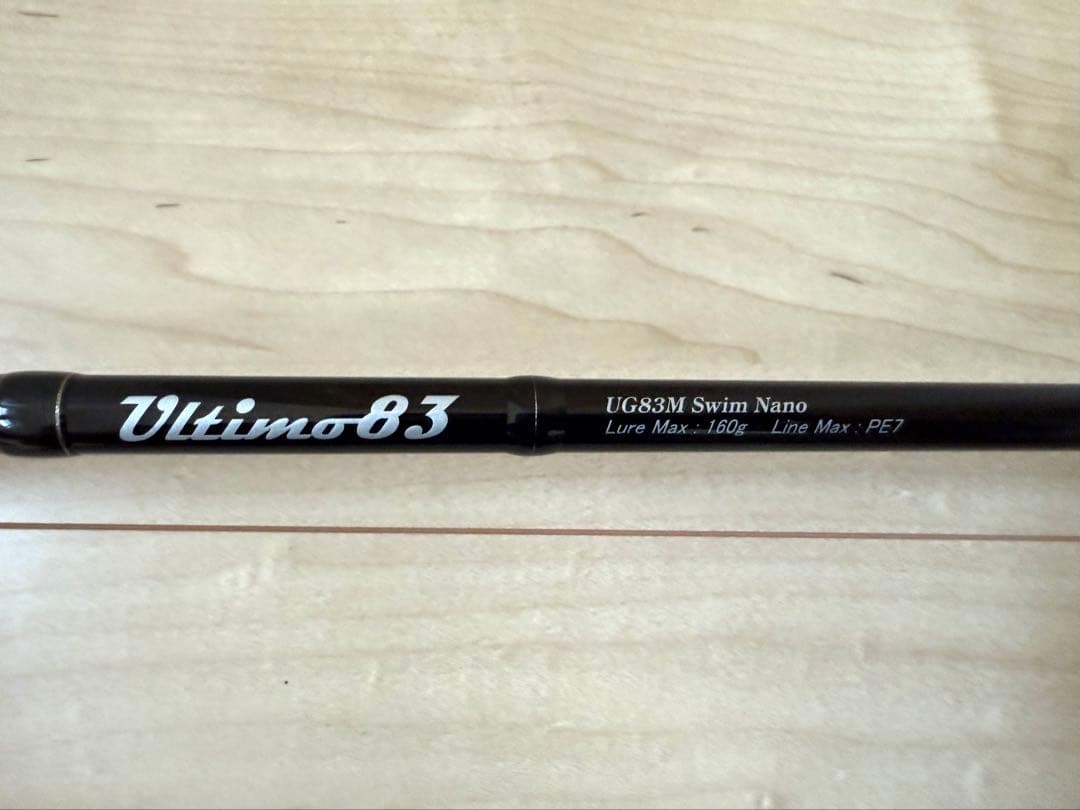 Ultimo83
UG83M Swim Nano
Lure Max : 160g Line Max : PE7